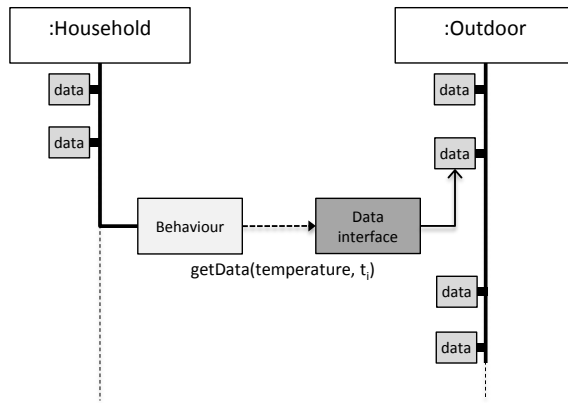 :Household
:Outdoor
data
data
data
data
Behaviour
Data
interface
getData(temperature, tᵢ)
data
data